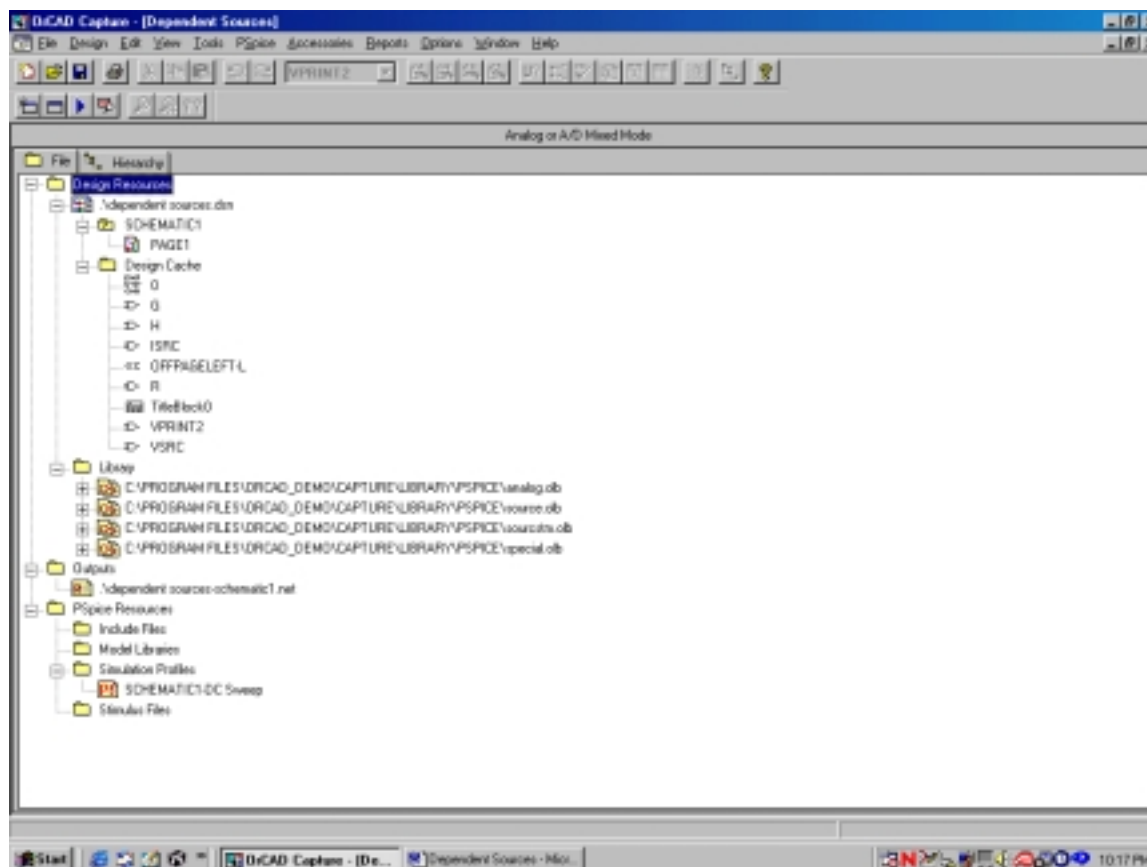 OrCAD Capture - [Dependent Sources]
File Design Edit View Tools PSpice Accessories Reports Options Window Help
VPRINT2
Analog or A/D Mixed Mode
File Hierarchy
Design Resources
.\dependent sources.dsn
SCHEMATIC1
PAGE1
Design Cache
0
G
H
ISRC
OFFPAGELEFT-L
R
TitleBlock0
VPRINT2
VSRC
Library
C:\PROGRAM FILES\ORCAD_DEMO\CAPTURE\LIBRARY\PSPICE\analog.olb
C:\PROGRAM FILES\ORCAD_DEMO\CAPTURE\LIBRARY\PSPICE\source.olb
C:\PROGRAM FILES\ORCAD_DEMO\CAPTURE\LIBRARY\PSPICE\sourcstm.olb
C:\PROGRAM FILES\ORCAD_DEMO\CAPTURE\LIBRARY\PSPICE\special.olb
Outputs
.\dependent sources-schematic1.net
PSpice Resources
Include Files
Model Libraries
Simulation Profiles
SCHEMATIC1-DC Sweep
Stimulus Files
Start OrCAD Capture - [De... Dependent Sources - Micr... 10:17 PM